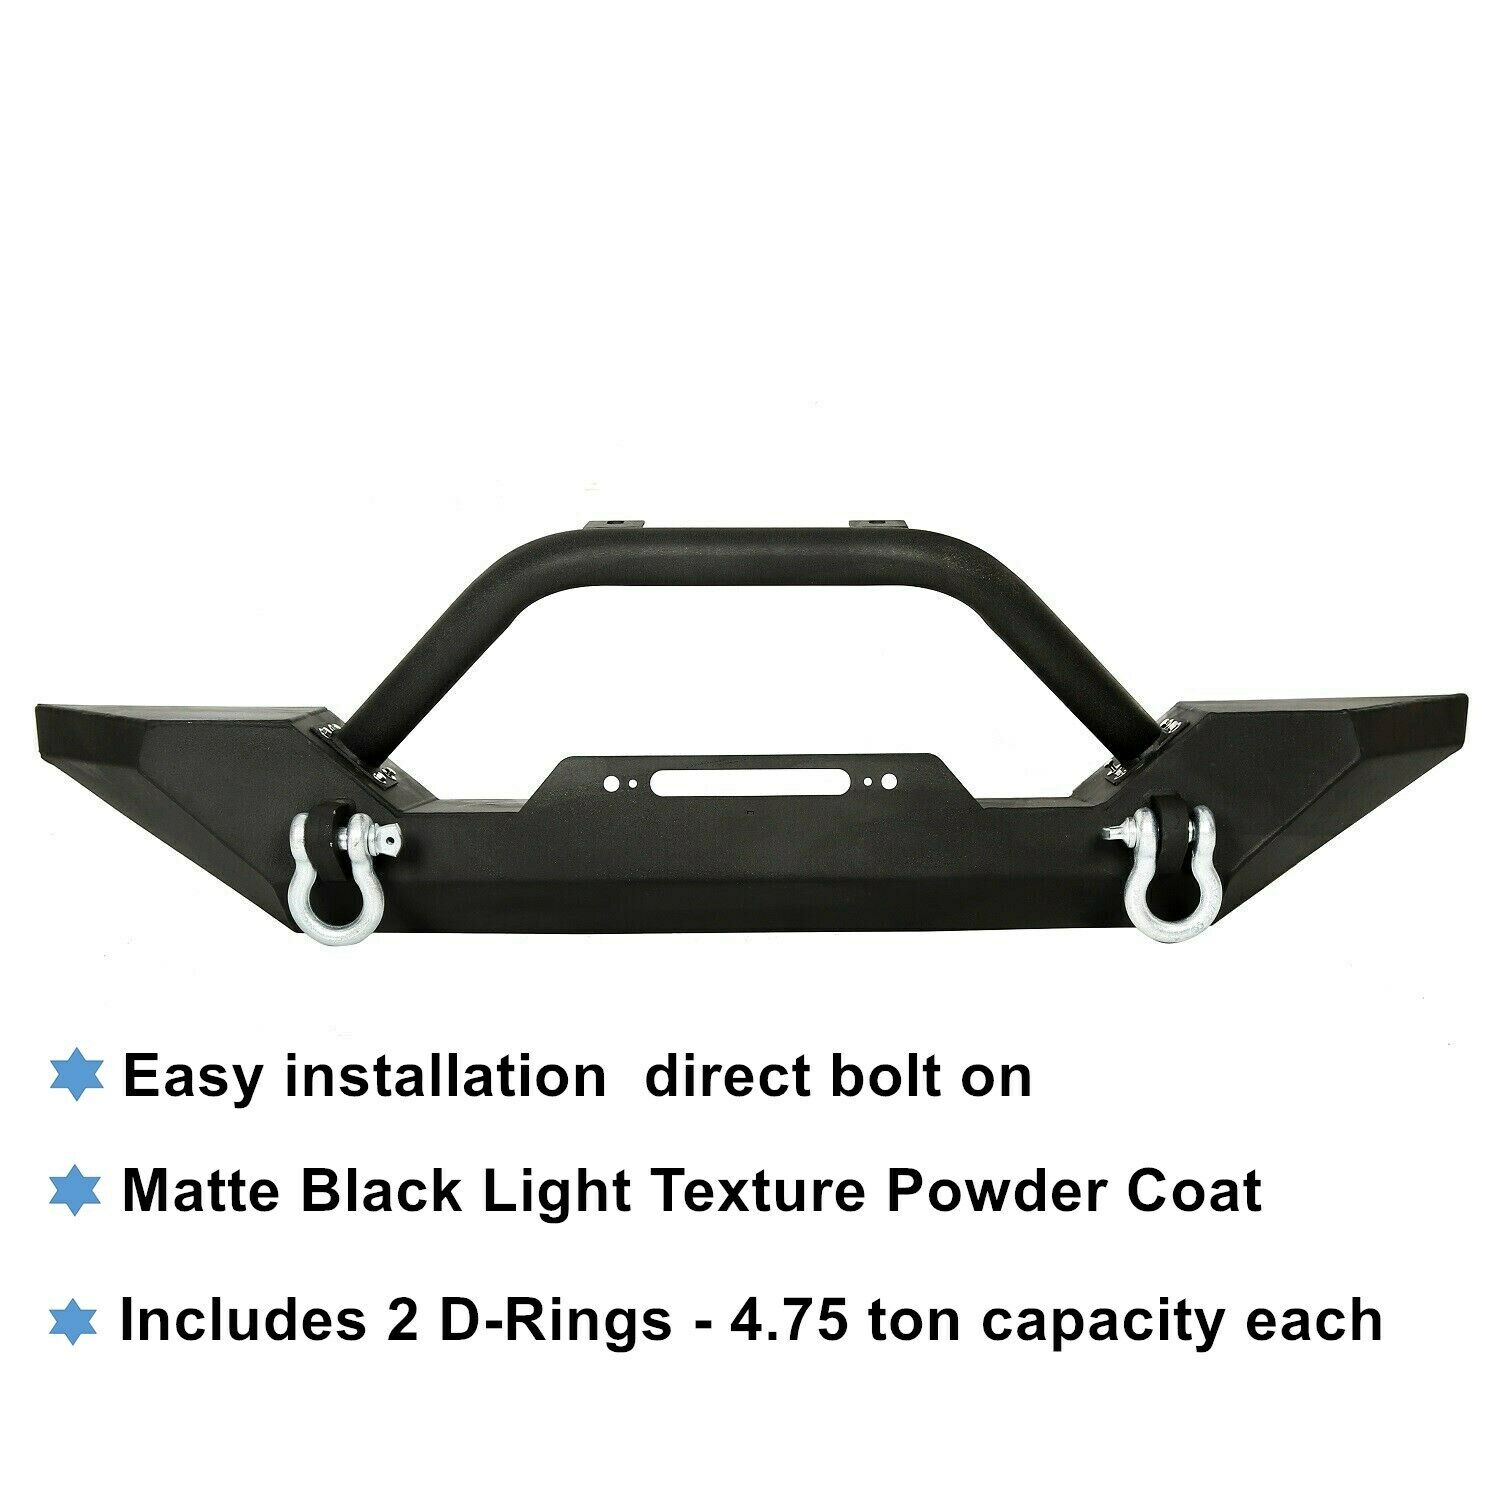 Easy installation  direct bolt on
Matte Black Light Texture Powder Coat
Includes 2 D-Rings - 4.75 ton capacity each